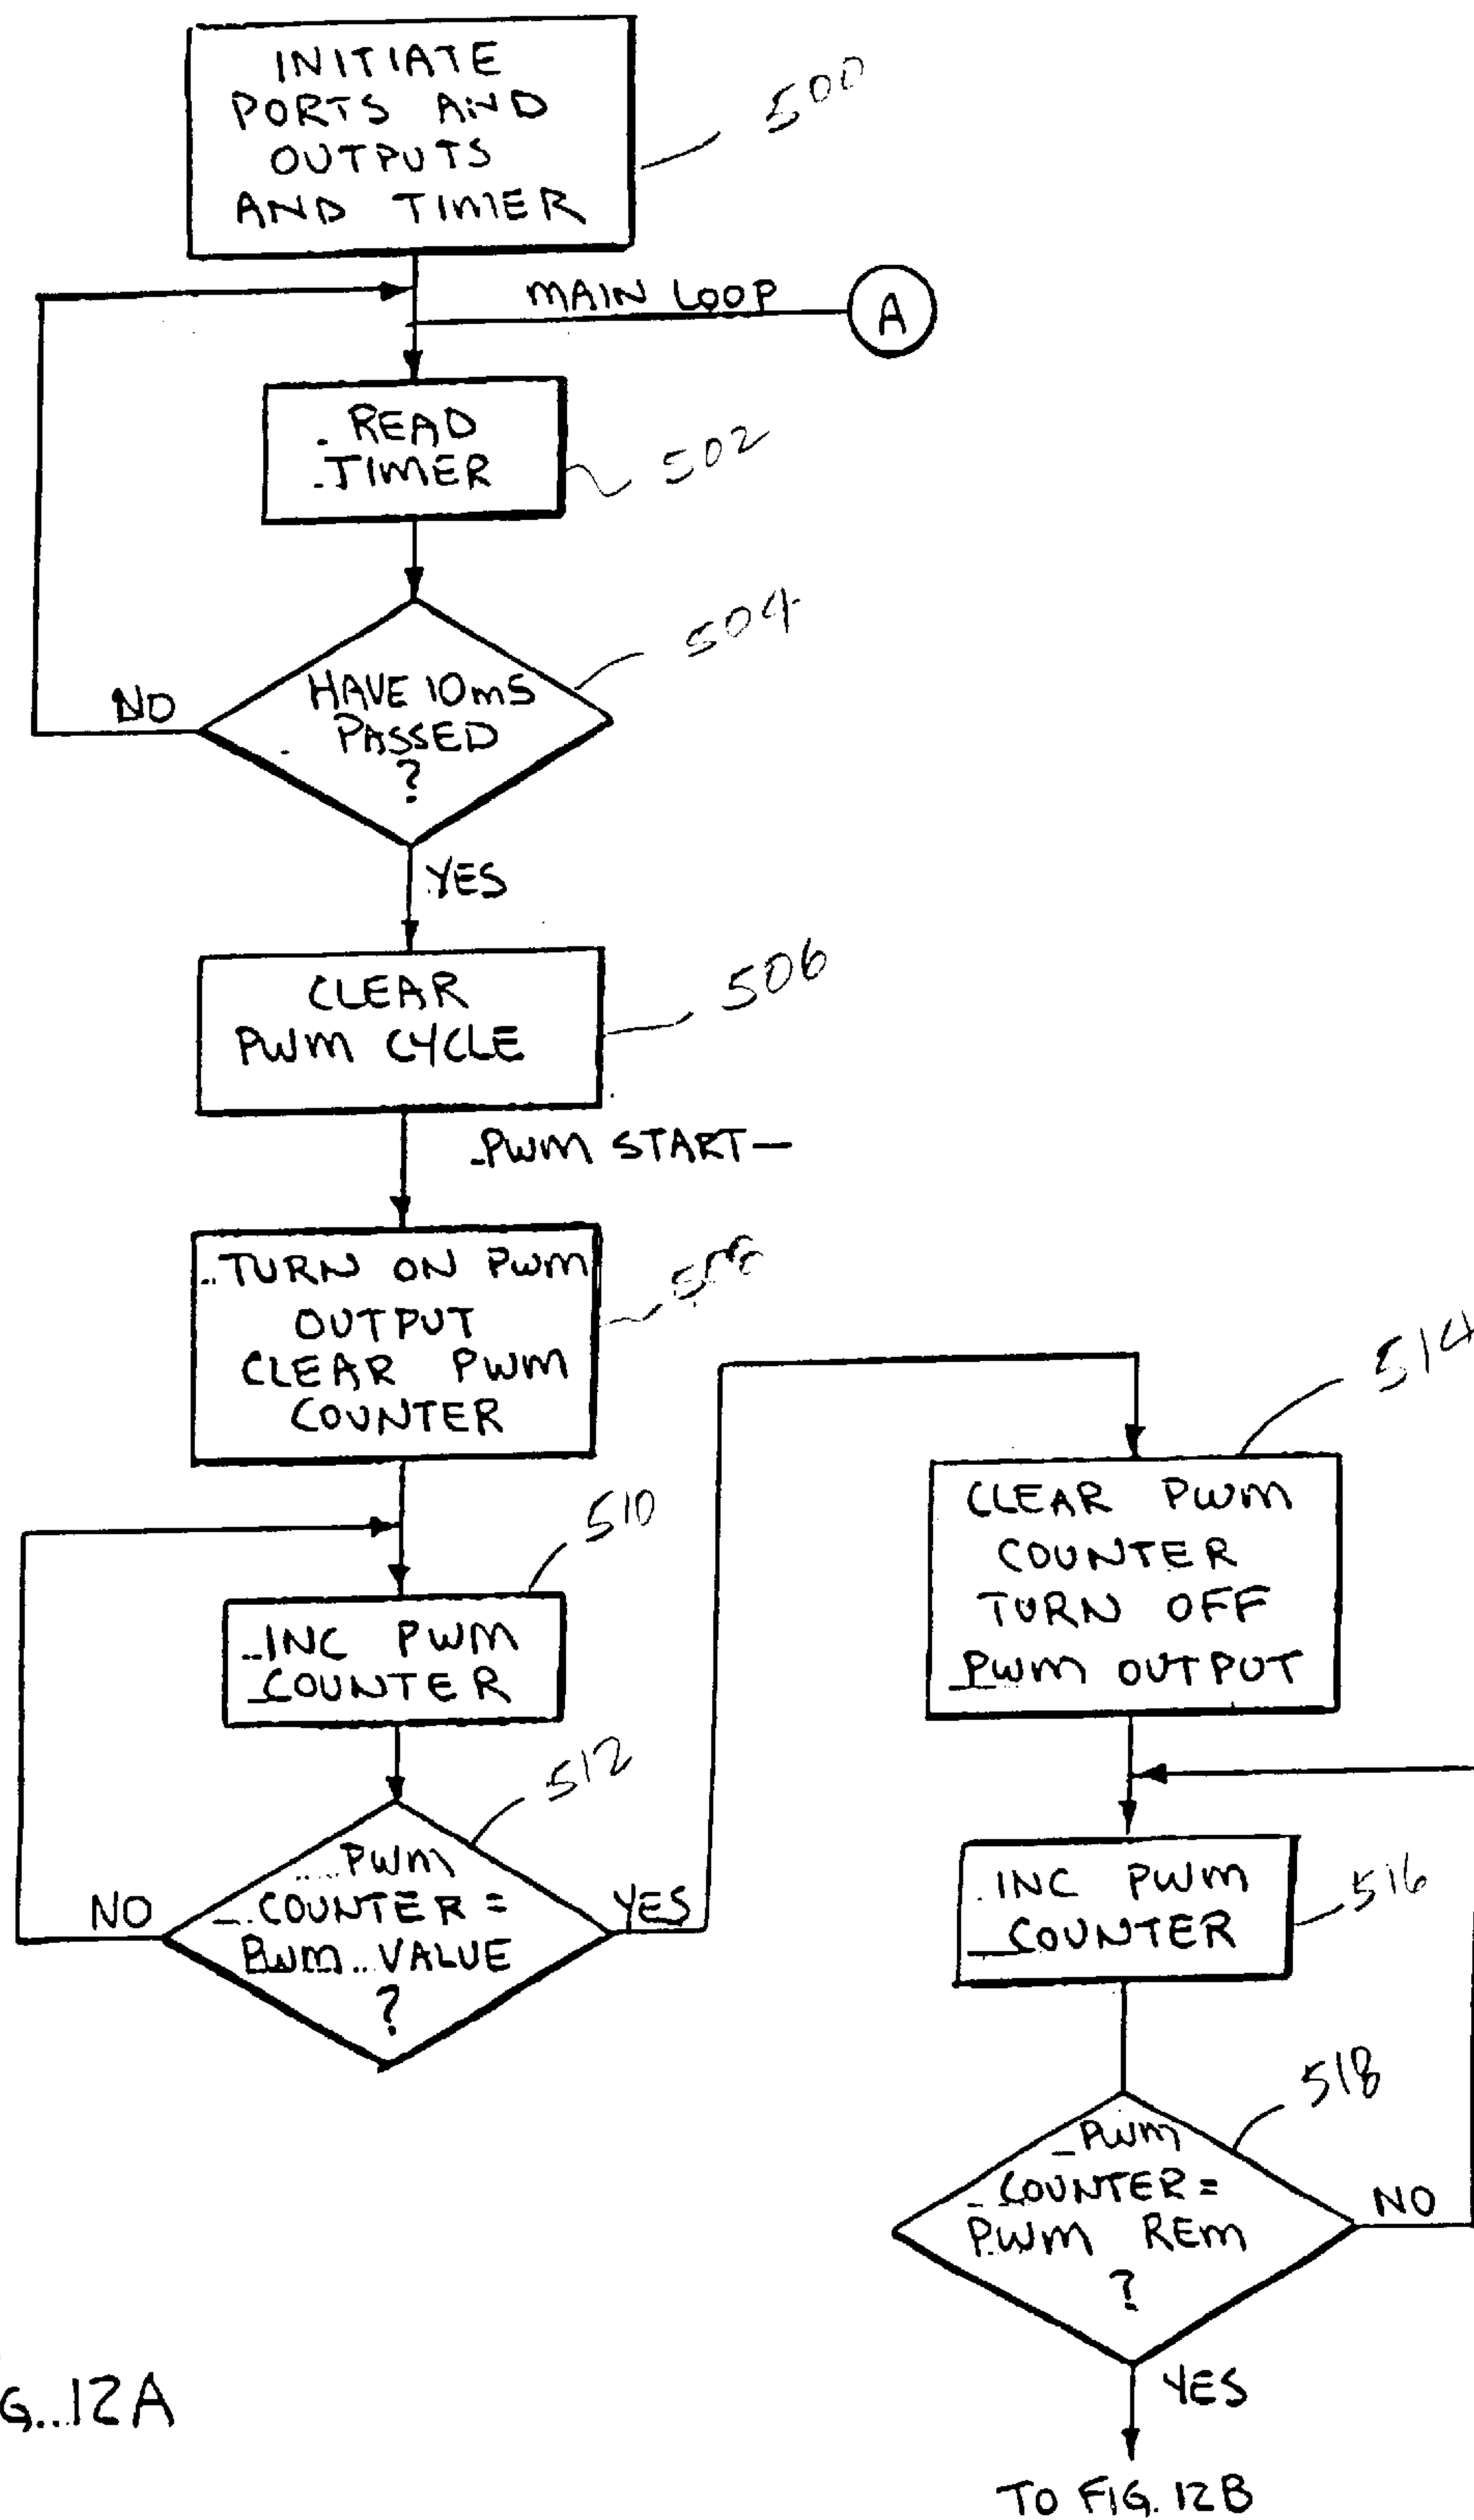 INITIATE
PORTS AND
OUTPUTS
AND TIMER
500
MAIN LOOP
A
READ
TIMER
502
HAVE 10mS
PASSED
?
504
NO
YES
CLEAR
PWM CYCLE
506
PWM START—
TURN ON PWM
OUTPUT
CLEAR PWM
COUNTER
508
INC PWM
COUNTER
510
PWM
COUNTER =
PWM VALUE
?
512
NO
YES
CLEAR PWM
COUNTER
TURN OFF
PWM OUTPUT
514
INC PWM
COUNTER
516
PWM
COUNTER =
PWM REM
?
518
NO
YES
TO FIG. 12B
G. 12A